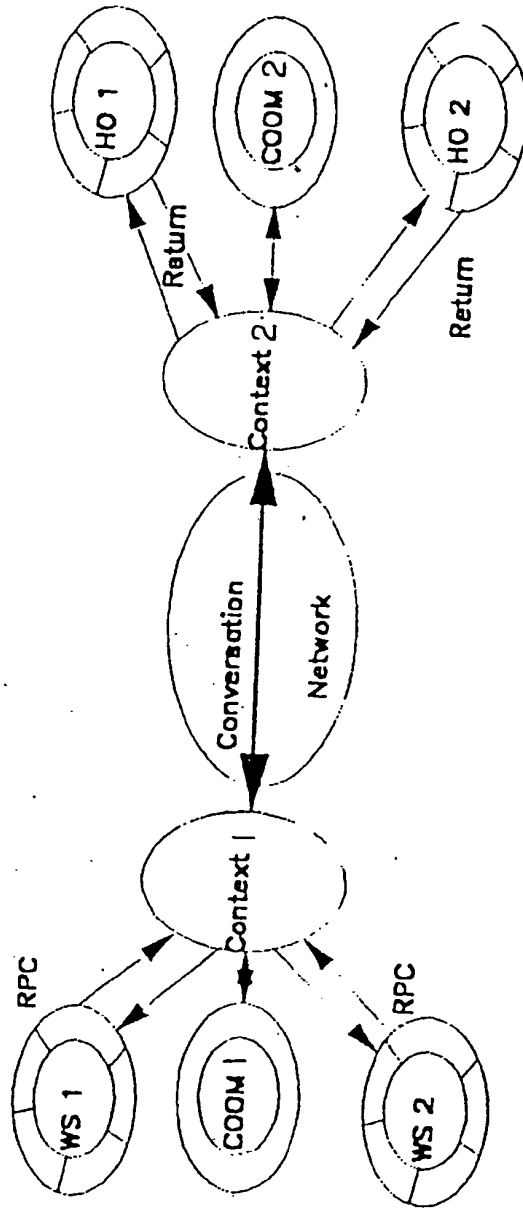 WS 1
RPC
COOM 1
WS 2
RPC
Context 1
Conversation
Network
Context 2
HO 1
Return
COOM 2
HO 2
Return